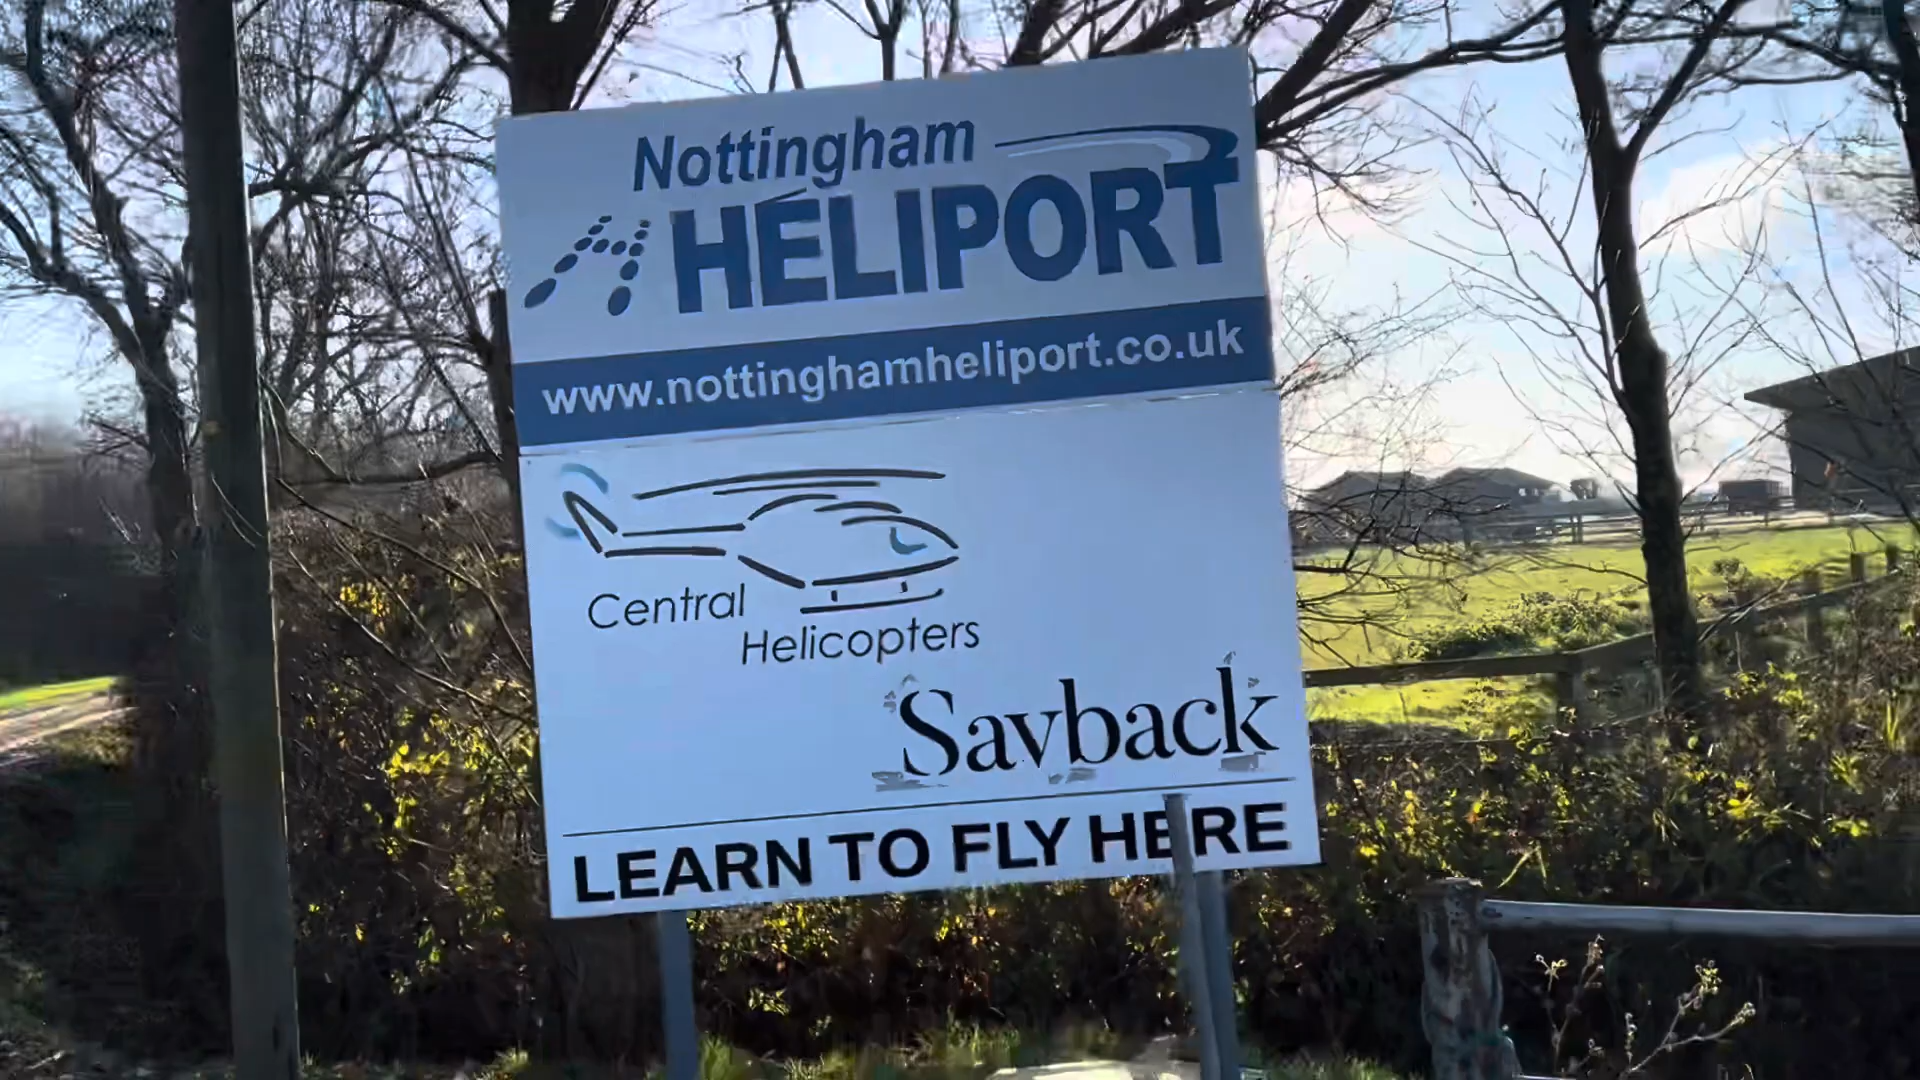 Nottingham
HELIPORT
www.nottinghamheliport.co.uk
Central
Helicopters
Savback
LEARN TO FLY HERE